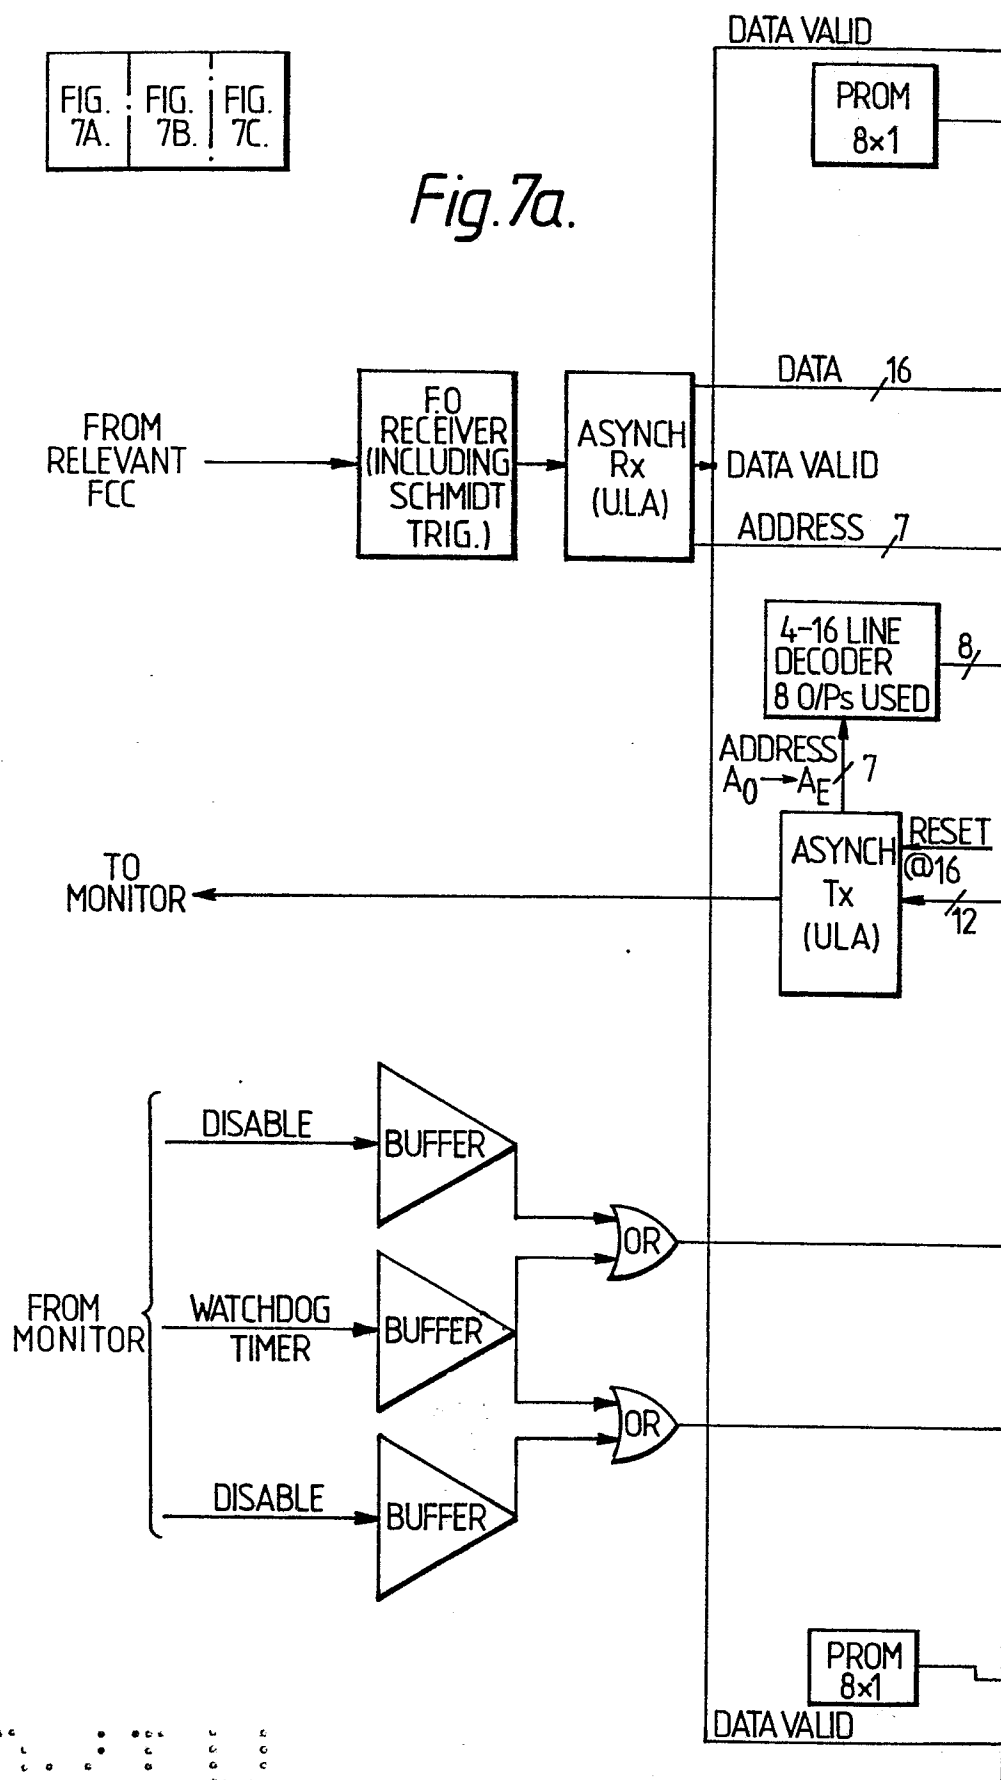 DATA VALID
FIG. 7A.
FIG. 7B.
FIG. 7C.
PROM
8×1
Fig.7a.
DATA 16
FROM
RELEVANT
FCC
F.O
RECEIVER
(INCLUDING
SCHMIDT
TRIG.)
ASYNCH
Rx
(U.L.A)
DATA VALID
ADDRESS 7
4-16 LINE
DECODER
8 O/Ps USED
8
ADDRESS
A0→AE
7
TO
MONITOR
ASYNCH
Tx
(ULA)
RESET
@16
12
DISABLE
BUFFER
OR
FROM
MONITOR
WATCHDOG
TIMER
BUFFER
OR
DISABLE
BUFFER
PROM
8×1
DATA VALID